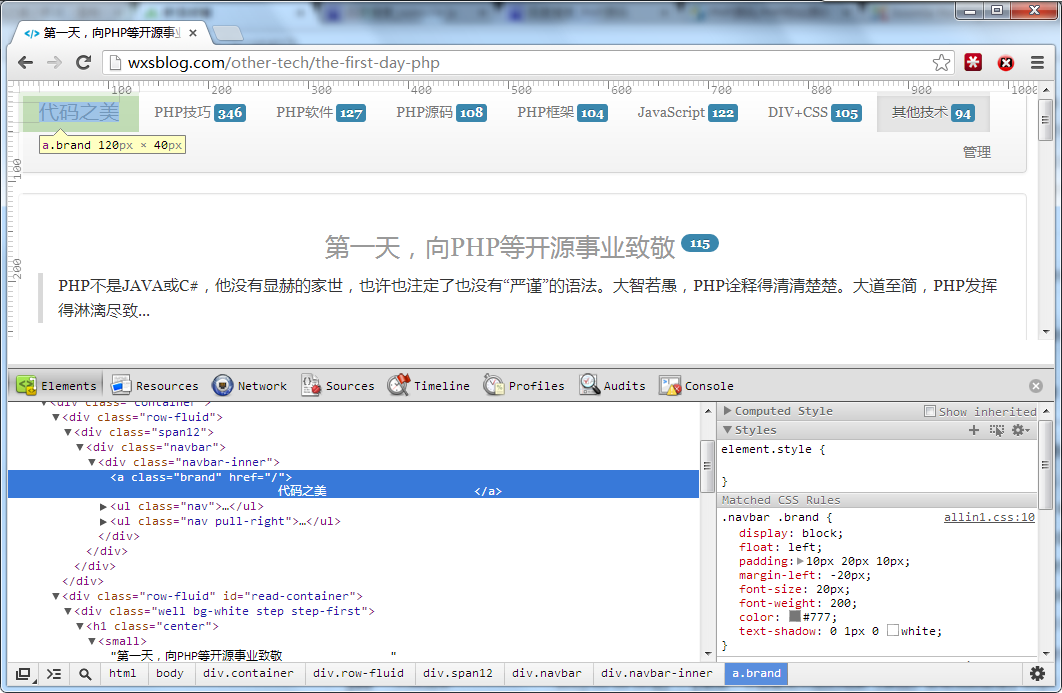 第一天，向PHP等开源事业
wxsblog.com/other-tech/the-first-day-php
100 200 300 400 500 600 700 800 900 1000
代码之美 PHP技巧 346 PHP软件 127 PHP源码 108 PHP框架 104 JavaScript 122 DIV+CSS 105 其他技术 94
a.brand 120px × 40px
管理
100
第一天，向PHP等开源事业致敬 115
200
PHP不是JAVA或C#，他没有显赫的家世，也许也注定了也没有“严谨”的语法。大智若愚，PHP诠释得清清楚楚。大道至简，PHP发挥
得淋漓尽致...
Elements Resources Network Sources Timeline Profiles Audits Console
▼<div class="container">
▼<div class="row-fluid">
▼<div class="span12">
▼<div class="navbar">
▼<div class="navbar-inner">
<a class="brand" href="/">
代码之美 </a>
▶<ul class="nav">…</ul>
▶<ul class="nav pull-right">…</ul>
</div>
</div>
</div>
</div>
▼<div class="row-fluid" id="read-container">
▼<div class="well bg-white step step-first">
▼<h1 class="center">
▼<small>
"第一天，向PHP等开源事业致敬 "
▶Computed Style Show inherited
▼Styles
element.style {
}
Matched CSS Rules
.navbar .brand { allin1.css:10
display: block;
float: left;
padding:▶10px 20px 10px;
margin-left: -20px;
font-size: 20px;
font-weight: 200;
color: #777;
text-shadow: 0 1px 0 white;
}
html body div.container div.row-fluid div.span12 div.navbar div.navbar-inner a.brand